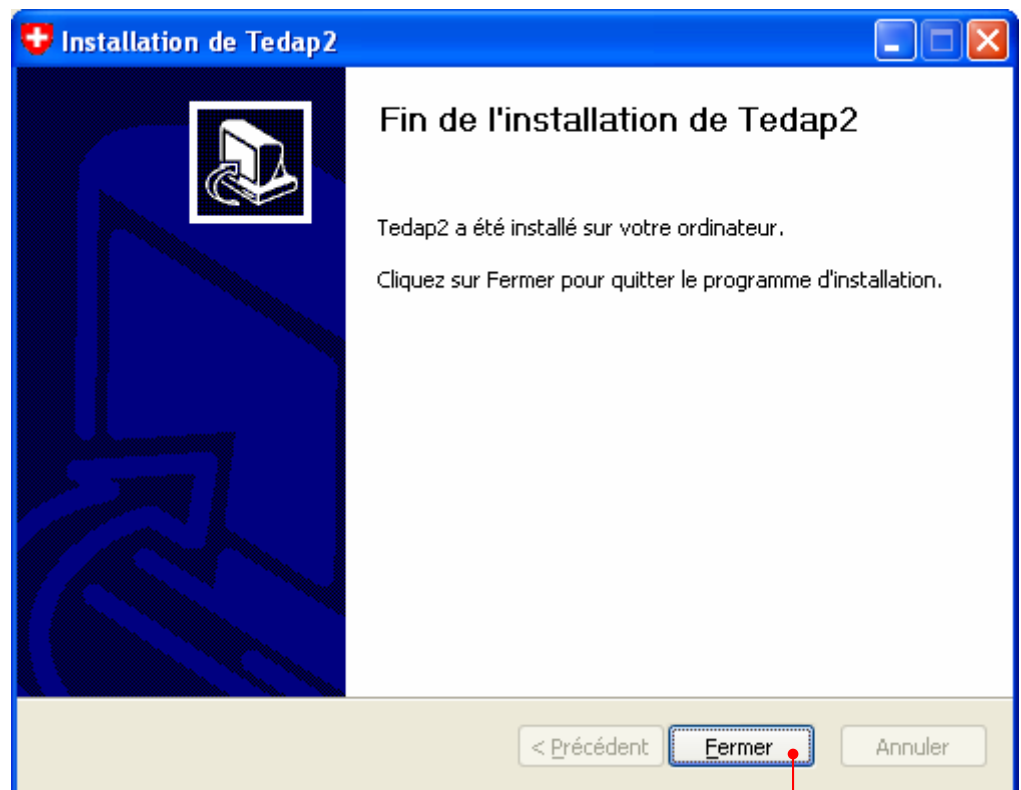 Installation de Tedap2
Fin de l'installation de Tedap2
Tedap2 a été installé sur votre ordinateur.
Cliquez sur Fermer pour quitter le programme d'installation.
< Précédent Fermer Annuler